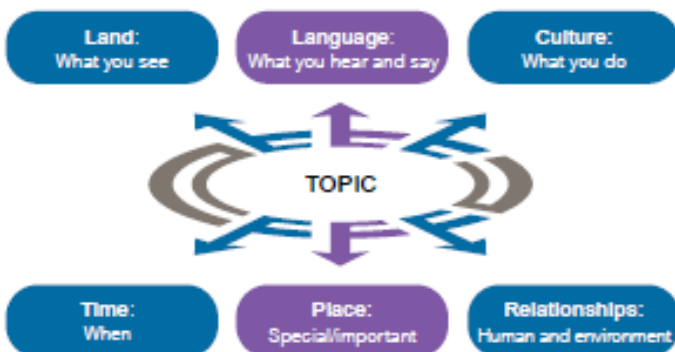 Land:
What you see
Language:
What you hear and say
Culture:
What you do
TOPIC
Time:
When
Place:
Special/important
Relationships:
Human and environment